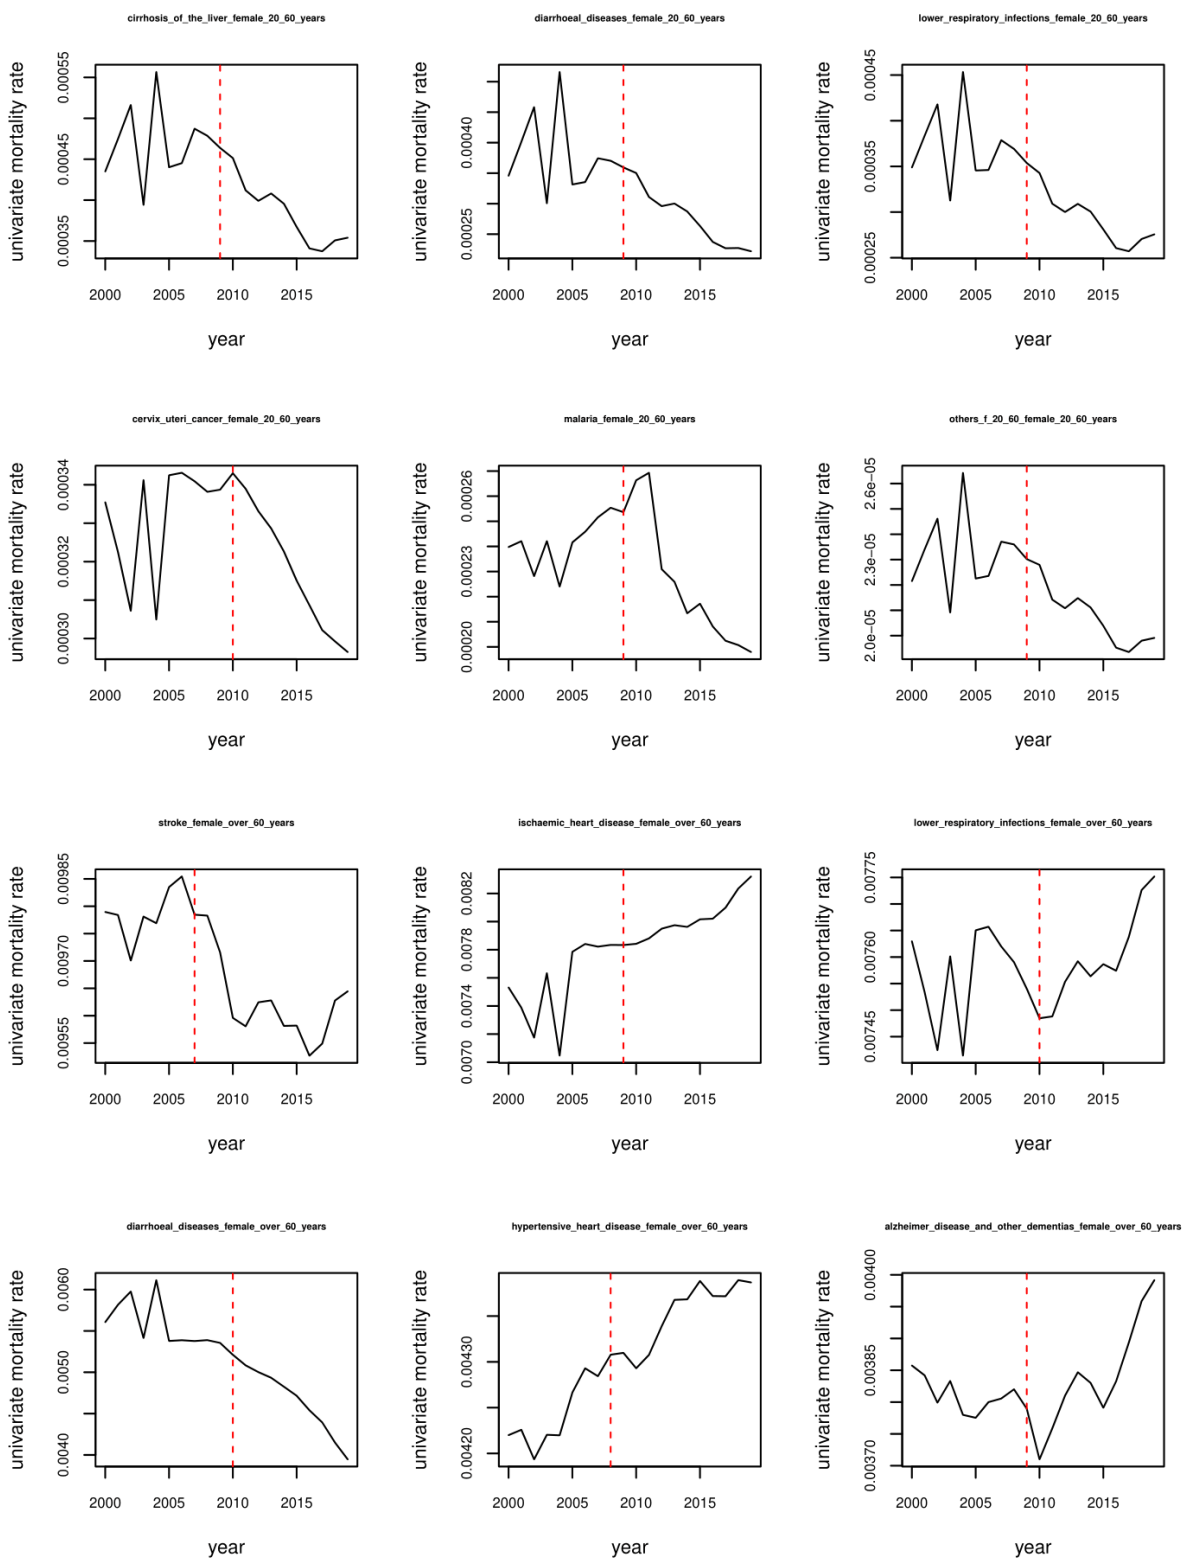 cirrhosis_of_the_liver_female_20_60_years
univariate mortality rate
0.00035 0.00045 0.00055
2000 2005 2010 2015
year
diarrhoeal_diseases_female_20_60_years
univariate mortality rate
0.00025 0.00040
2000 2005 2010 2015
year
lower_respiratory_infections_female_20_60_years
univariate mortality rate
0.00025 0.00035 0.00045
2000 2005 2010 2015
year
cervix_uteri_cancer_female_20_60_years
univariate mortality rate
0.00030 0.00032 0.00034
2000 2005 2010 2015
year
malaria_female_20_60_years
univariate mortality rate
0.00020 0.00023 0.00026
2000 2005 2010 2015
year
others_f_20_60_female_20_60_years
univariate mortality rate
2.0e-05 2.3e-05 2.6e-05
2000 2005 2010 2015
year
stroke_female_over_60_years
univariate mortality rate
0.00955 0.00970 0.00985
2000 2005 2010 2015
year
ischaemic_heart_disease_female_over_60_years
univariate mortality rate
0.0070 0.0074 0.0078 0.0082
2000 2005 2010 2015
year
lower_respiratory_infections_female_over_60_years
univariate mortality rate
0.00745 0.00760 0.00775
2000 2005 2010 2015
year
diarrhoeal_diseases_female_over_60_years
univariate mortality rate
0.0040 0.0050 0.0060
2000 2005 2010 2015
year
hypertensive_heart_disease_female_over_60_years
univariate mortality rate
0.00420 0.00430
2000 2005 2010 2015
year
alzheimer_disease_and_other_dementias_female_over_60_years
univariate mortality rate
0.00370 0.00385 0.00400
2000 2005 2010 2015
year